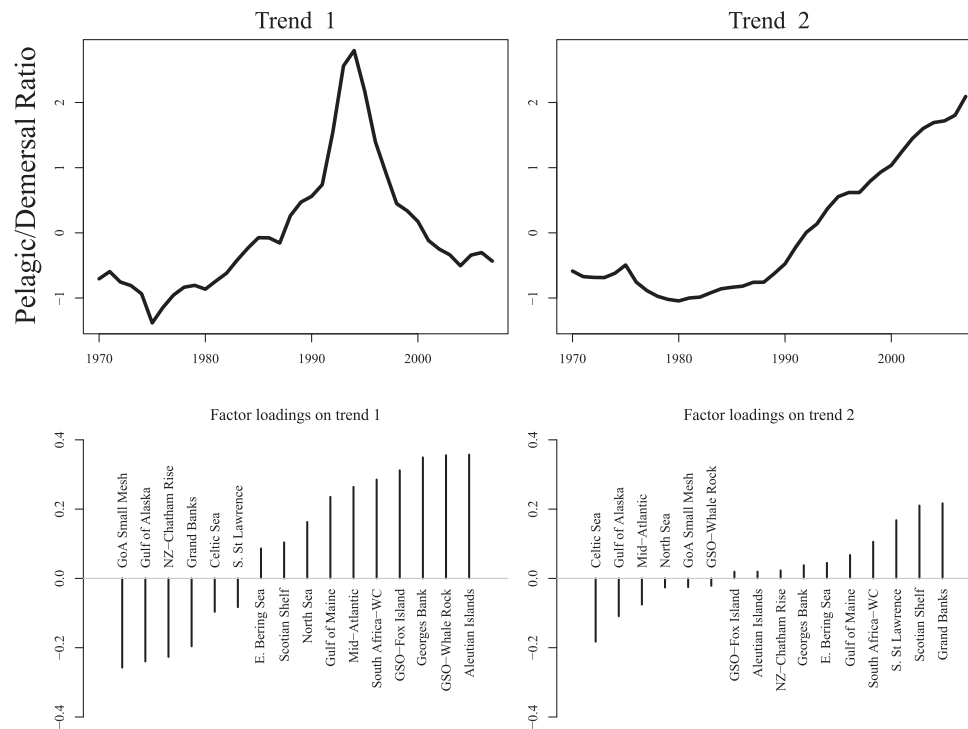 Trend 1
Trend 2
Pelagic/Demersal Ratio
2
1
0
−1
1970
1980
1990
2000
2
1
0
−1
1970
1980
1990
2000
Factor loadings on trend 1
0.4
0.2
0.0
−0.2
−0.4
GoA Small Mesh
Gulf of Alaska
NZ−Chatham Rise
Grand Banks
Celtic Sea
S. St Lawrence
E. Bering Sea
Scotian Shelf
North Sea
Gulf of Maine
Mid−Atlantic
South Africa−WC
GSO−Fox Island
Georges Bank
GSO−Whale Rock
Aleutian Islands
Factor loadings on trend 2
0.4
0.2
0.0
−0.2
−0.4
Celtic Sea
Gulf of Alaska
Mid−Atlantic
North Sea
GoA Small Mesh
GSO−Whale Rock
GSO−Fox Island
Aleutian Islands
NZ−Chatham Rise
Georges Bank
E. Bering Sea
Gulf of Maine
South Africa−WC
S. St Lawrence
Scotian Shelf
Grand Banks